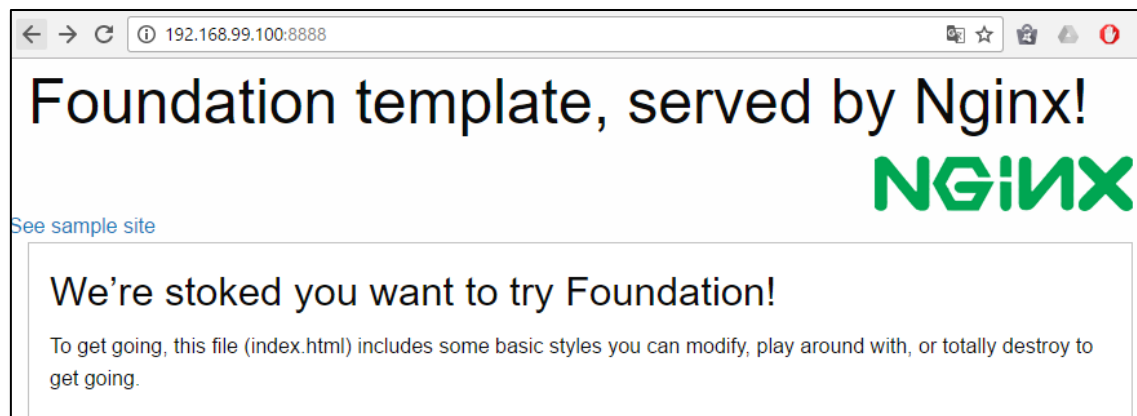 192.168.99.100:8888
Foundation template, served by Nginx!
NGiNX
See sample site
We’re stoked you want to try Foundation!
To get going, this file (index.html) includes some basic styles you can modify, play around with, or totally destroy to
get going.